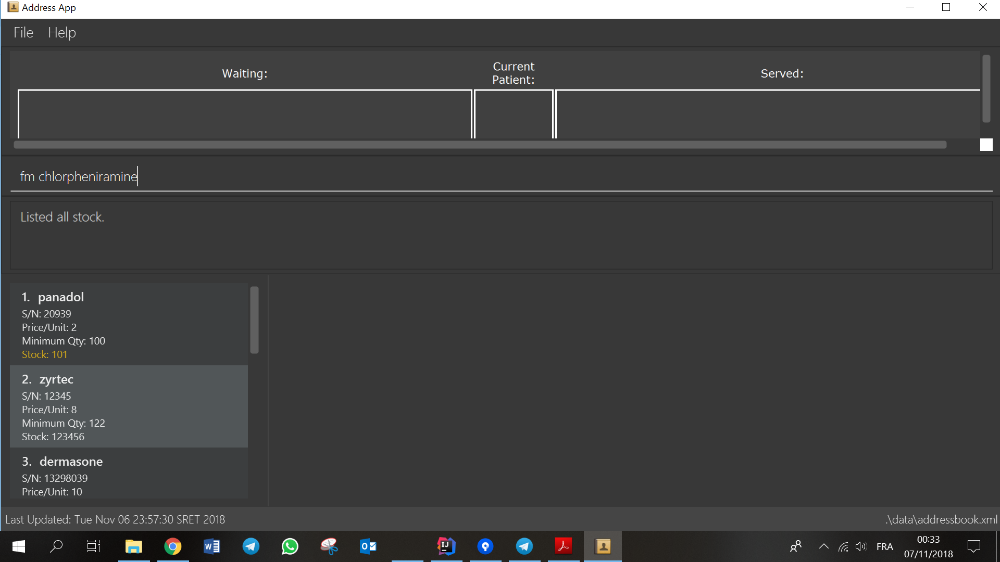 Address App
File Help
Waiting:
Current
Patient:
Served:
fm chlorpheniramine
Listed all stock.
1. panadol
S/N: 20939
Price/Unit: 2
Minimum Qty: 100
Stock: 101
2. zyrtec
S/N: 12345
Price/Unit: 8
Minimum Qty: 122
Stock: 123456
3. dermasone
S/N: 13298039
Price/Unit: 10
Last Updated: Tue Nov 06 23:57:30 SRET 2018
.\data\addressbook.xml
FRA
00:33
07/11/2018